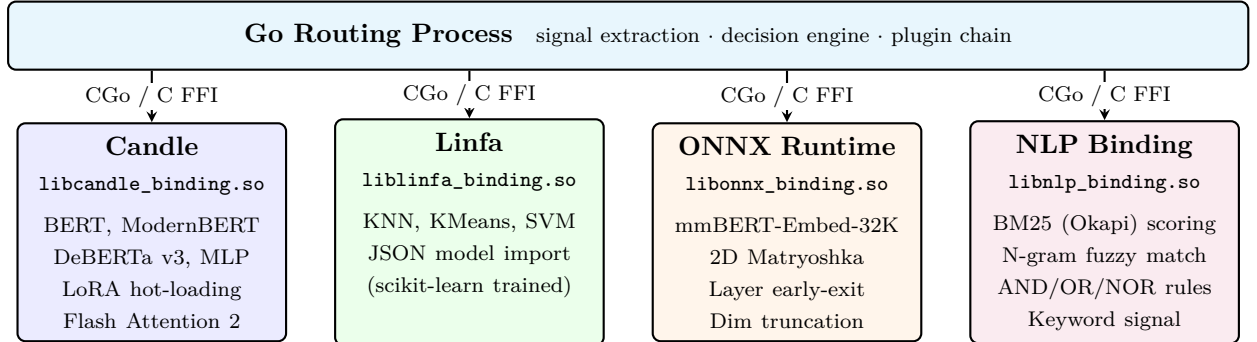 Go Routing Process signal extraction · decision engine · plugin chain
CGo / C FFI
CGo / C FFI
CGo / C FFI
CGo / C FFI
Candle
libcandle_binding.so
BERT, ModernBERT
DeBERTa v3, MLP
LoRA hot-loading
Flash Attention 2
Linfa
liblinfa_binding.so
KNN, KMeans, SVM
JSON model import
(scikit-learn trained)
ONNX Runtime
libonnx_binding.so
mmBERT-Embed-32K
2D Matryoshka
Layer early-exit
Dim truncation
NLP Binding
libnlp_binding.so
BM25 (Okapi) scoring
N-gram fuzzy match
AND/OR/NOR rules
Keyword signal